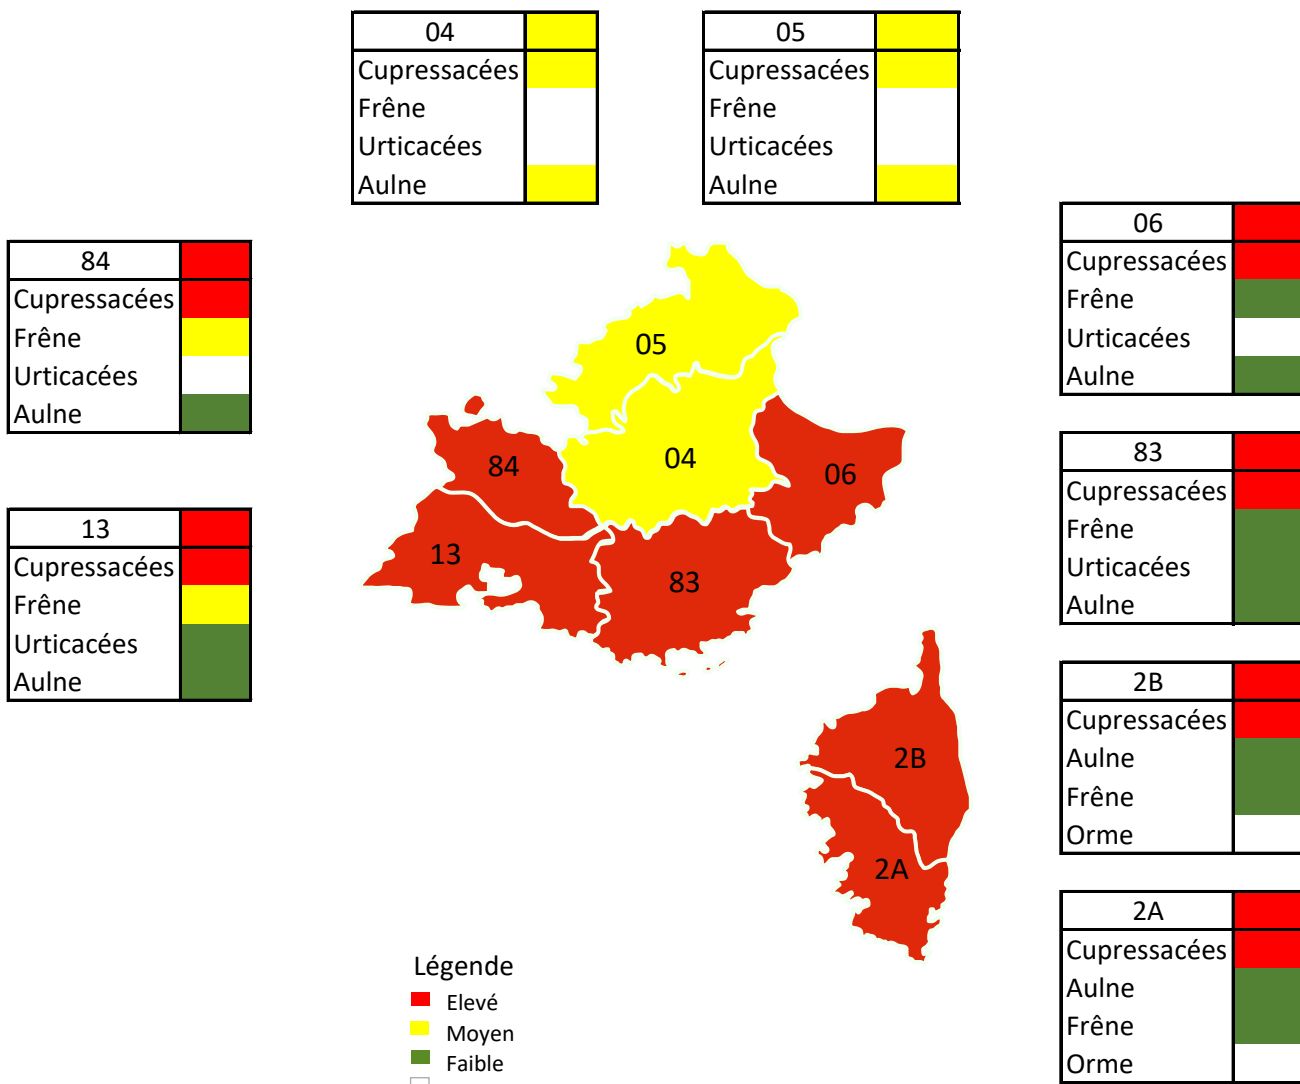 04
Cupressacées
Frêne
Urticacées
Aulne
05
Cupressacées
Frêne
Urticacées
Aulne
84
Cupressacées
Frêne
Urticacées
Aulne
13
Cupressacées
Frêne
Urticacées
Aulne
05
04
84
06
13
83
2B
2A
06
Cupressacées
Frêne
Urticacées
Aulne
83
Cupressacées
Frêne
Urticacées
Aulne
2B
Cupressacées
Aulne
Frêne
Orme
2A
Cupressacées
Aulne
Frêne
Orme
Légende
Elevé
Moyen
Faible